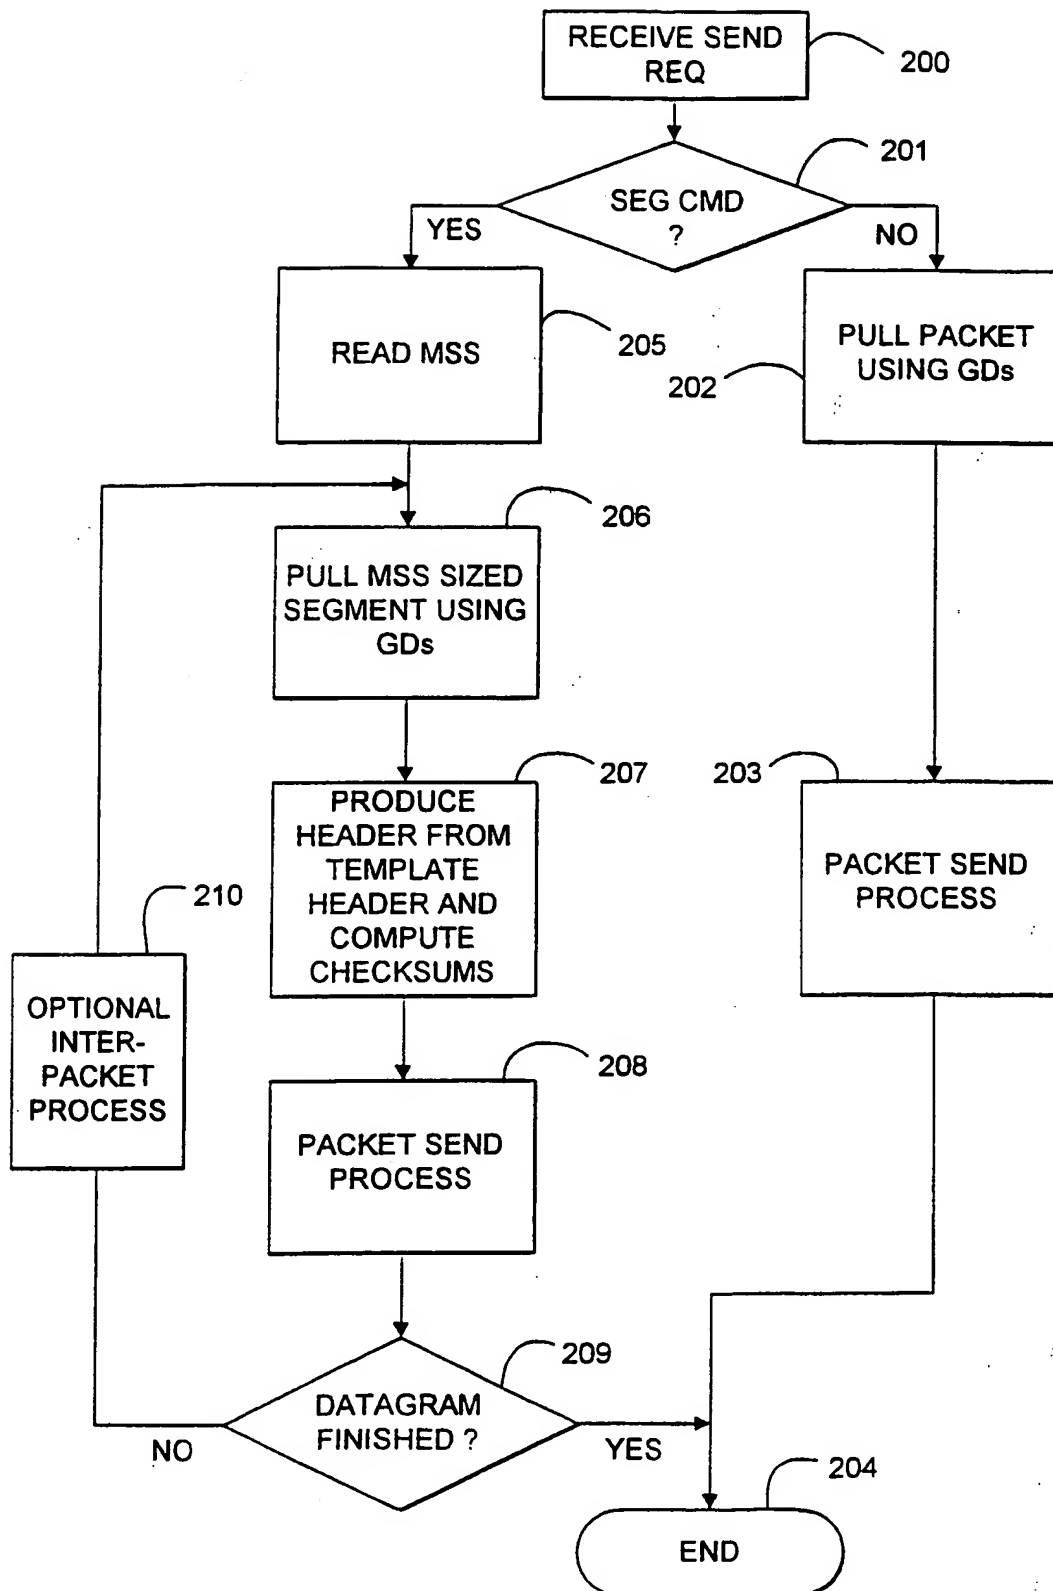 RECEIVE SEND
REQ
200
201
SEG CMD
?
YES
NO
READ MSS
205
PULL PACKET
USING GDs
202
206
PULL MSS SIZED
SEGMENT USING
GDs
207
203
PRODUCE
HEADER FROM
TEMPLATE
HEADER AND
COMPUTE
CHECKSUMS
PACKET SEND
PROCESS
210
OPTIONAL
INTER-
PACKET
PROCESS
208
PACKET SEND
PROCESS
209
DATAGRAM
FINISHED ?
NO
YES
204
END